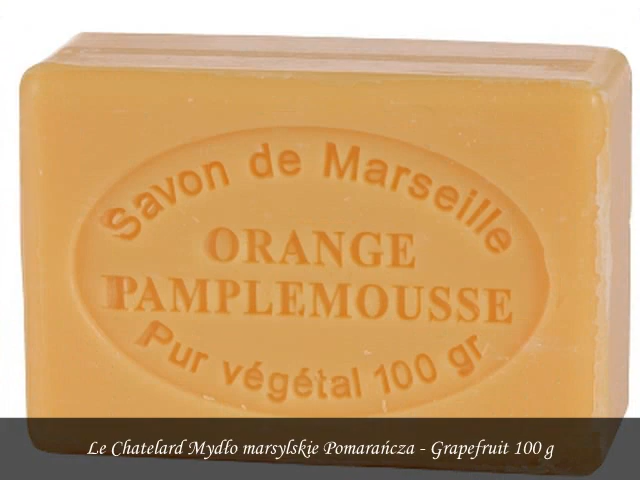 Savon de Marseille
ORANGE
PAMPLEMOUSSE
Pur végétal 100 gr
Le Chatelard Mydło marsylskie Pomarańcza - Grapefruit 100 g